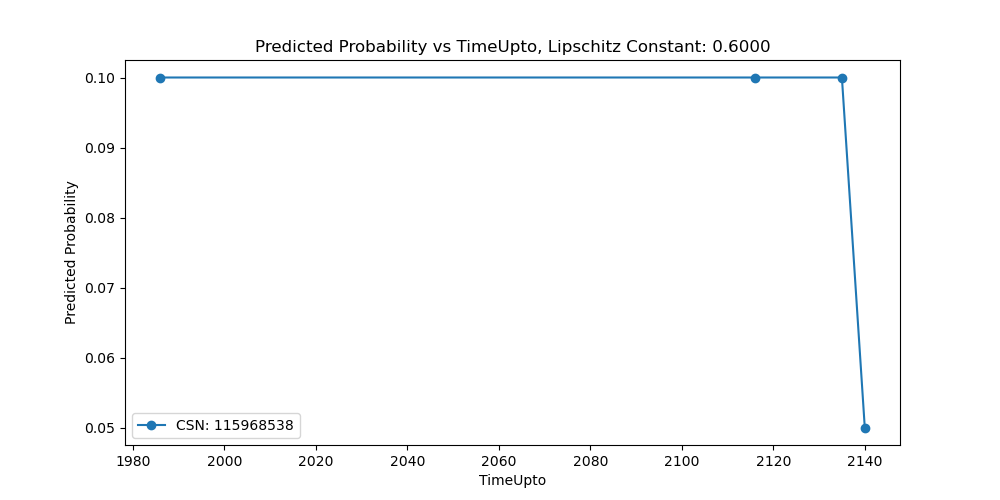 Predicted Probability vs TimeUpto, Lipschitz Constant: 0.6000
Predicted Probability
0.10
0.09
0.08
0.07
0.06
0.05
CSN: 115968538
1980 2000 2020 2040 2060 2080 2100 2120 2140
TimeUpto